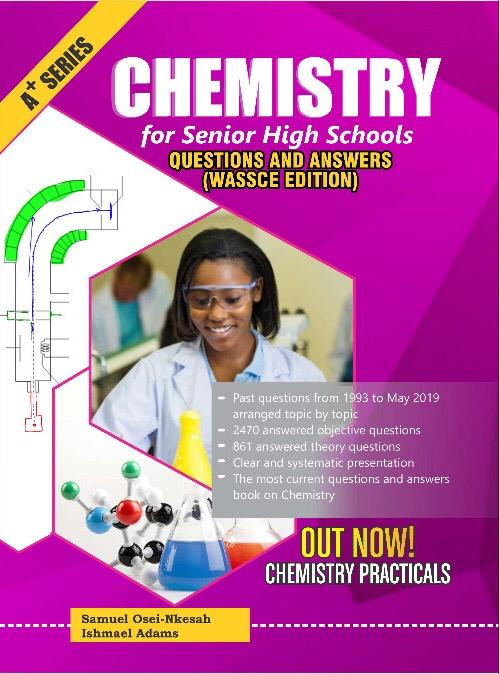 A+ SERIES
CHEMISTRY
for Senior High Schools
QUESTIONS AND ANSWERS
(WASSCE EDITION)
- Past questions from 1993 to May 2019
arranged topic by topic
- 2470 answered objective questions
- 861 answered theory questions
- Clear and systematic presentation
- The most current questions and answers
book on Chemistry
OUT NOW!
CHEMISTRY PRACTICALS
Samuel Osei-Nkesah
Ishmael Adams